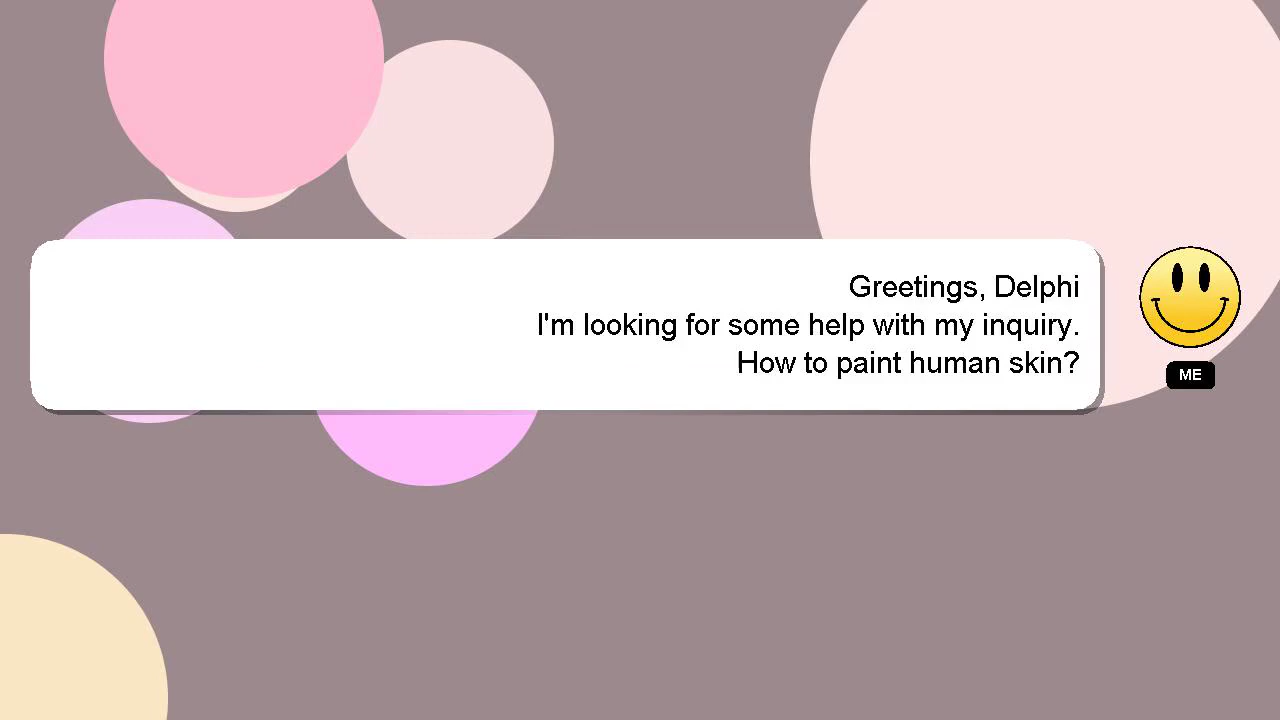 Greetings, Delphi
I'm looking for some help with my inquiry.
How to paint human skin?
ME